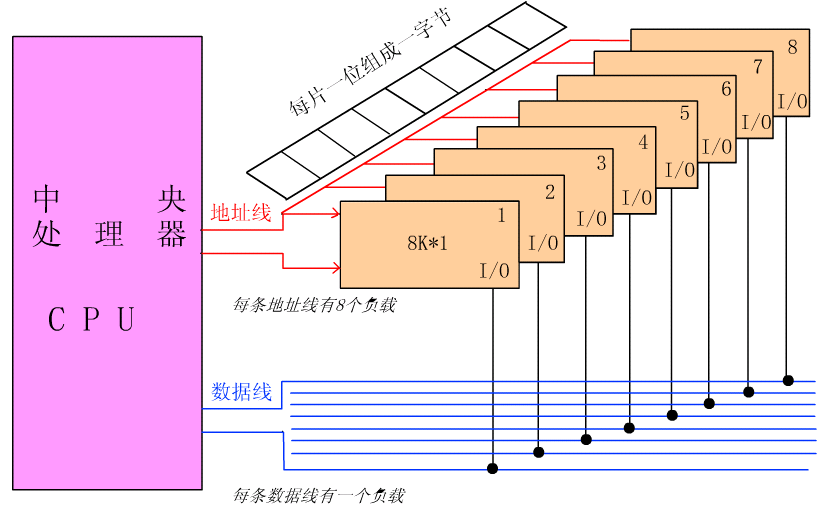 中 央
处 理 器
C P U
每片一位组成一字节
地址线
1
8K*1
I/O
2
I/O
3
I/O
4
I/O
5
I/O
6
I/O
7
I/O
8
I/O
每条地址线有8个负载
数据线
每条数据线有一个负载